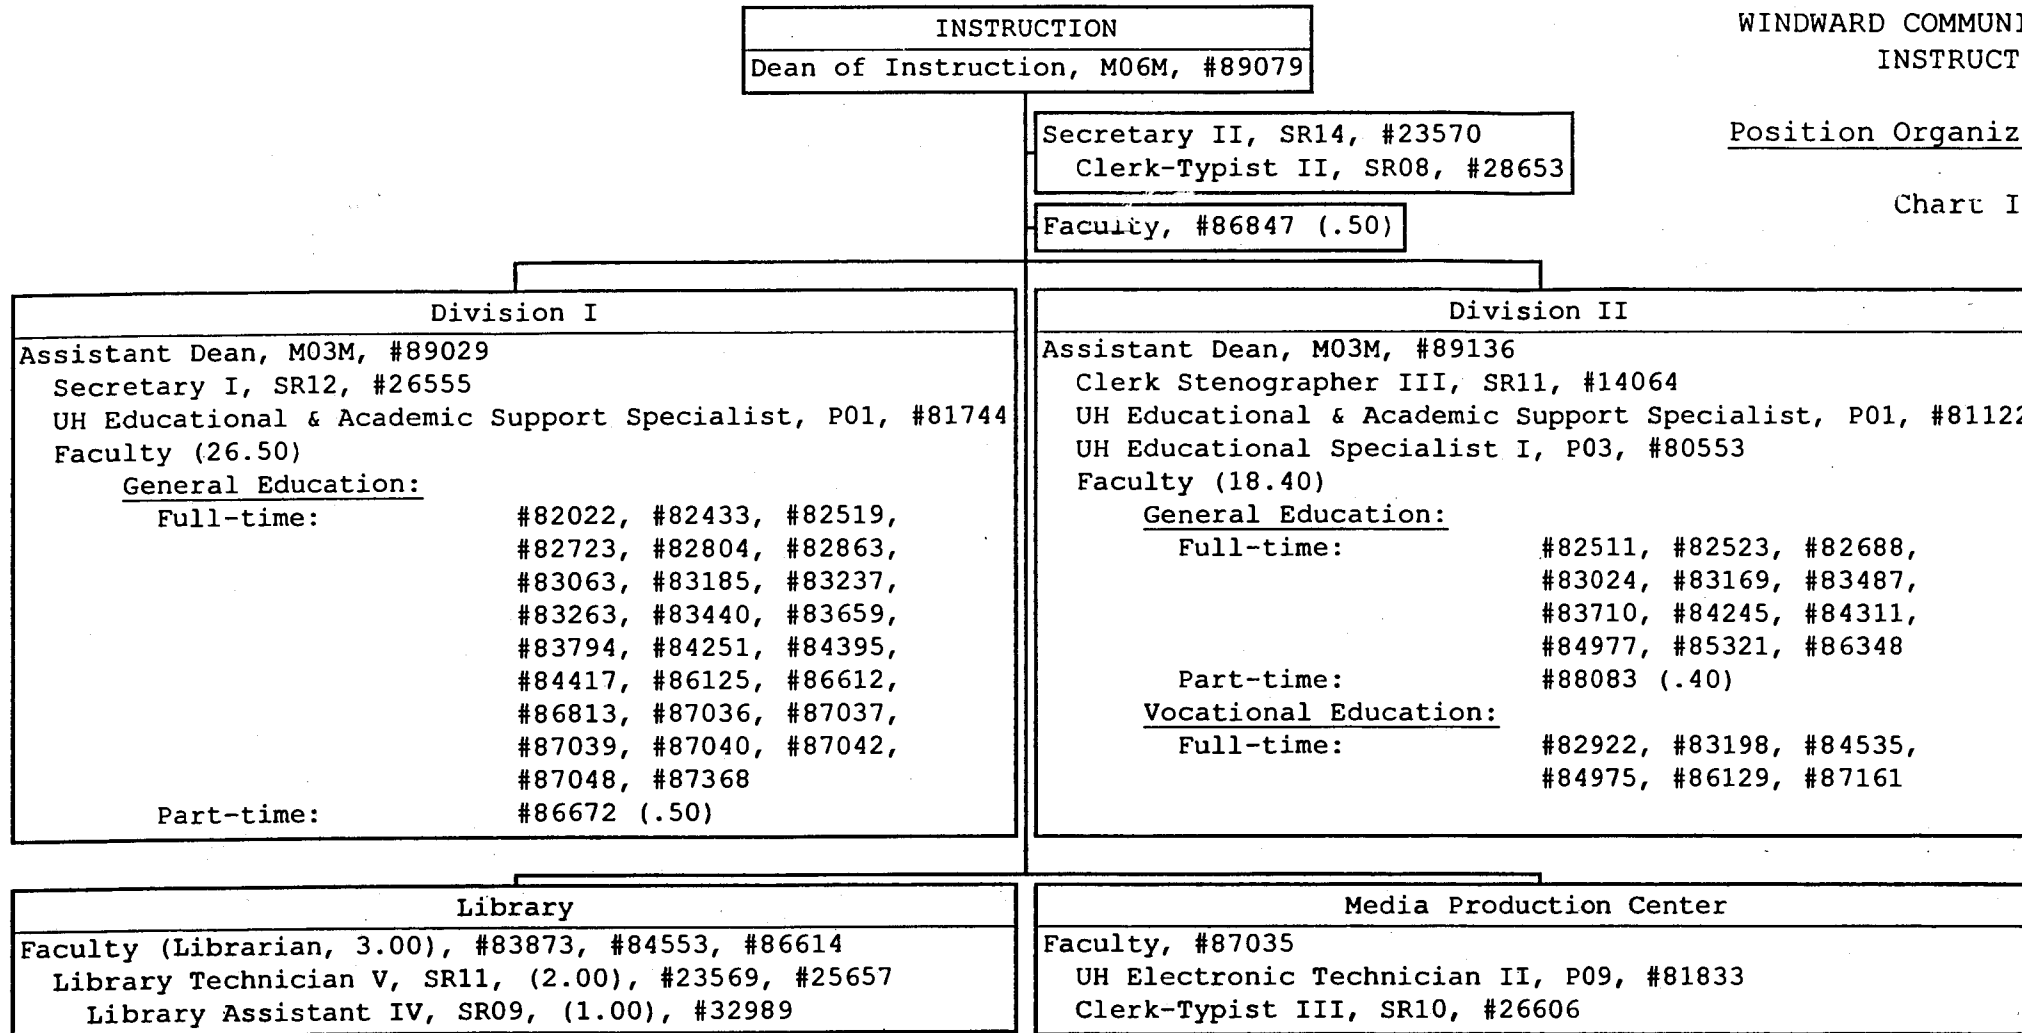 INSTRUCTION
Dean of Instruction, M06M, #89079
WINDWARD COMMUNI
INSTRUCT
Position Organiz
Chart I
Secretary II, SR14, #23570
Clerk-Typist II, SR08, #28653
Faculty, #86847 (.50)
Division I
Assistant Dean, M03M, #89029
Secretary I, SR12, #26555
UH Educational & Academic Support Specialist, P01, #81744
Faculty (26.50)
General Education:
Full-time: #82022, #82433, #82519,
#82723, #82804, #82863,
#83063, #83185, #83237,
#83263, #83440, #83659,
#83794, #84251, #84395,
#84417, #86125, #86612,
#86813, #87036, #87037,
#87039, #87040, #87042,
#87048, #87368
Part-time: #86672 (.50)
Division II
Assistant Dean, M03M, #89136
Clerk Stenographer III, SR11, #14064
UH Educational & Academic Support Specialist, P01, #81122
UH Educational Specialist I, P03, #80553
Faculty (18.40)
General Education:
Full-time: #82511, #82523, #82688,
#83024, #83169, #83487,
#83710, #84245, #84311,
#84977, #85321, #86348
Part-time: #88083 (.40)
Vocational Education:
Full-time: #82922, #83198, #84535,
#84975, #86129, #87161
Library
Faculty (Librarian, 3.00), #83873, #84553, #86614
Library Technician V, SR11, (2.00), #23569, #25657
Library Assistant IV, SR09, (1.00), #32989
Media Production Center
Faculty, #87035
UH Electronic Technician II, P09, #81833
Clerk-Typist III, SR10, #26606